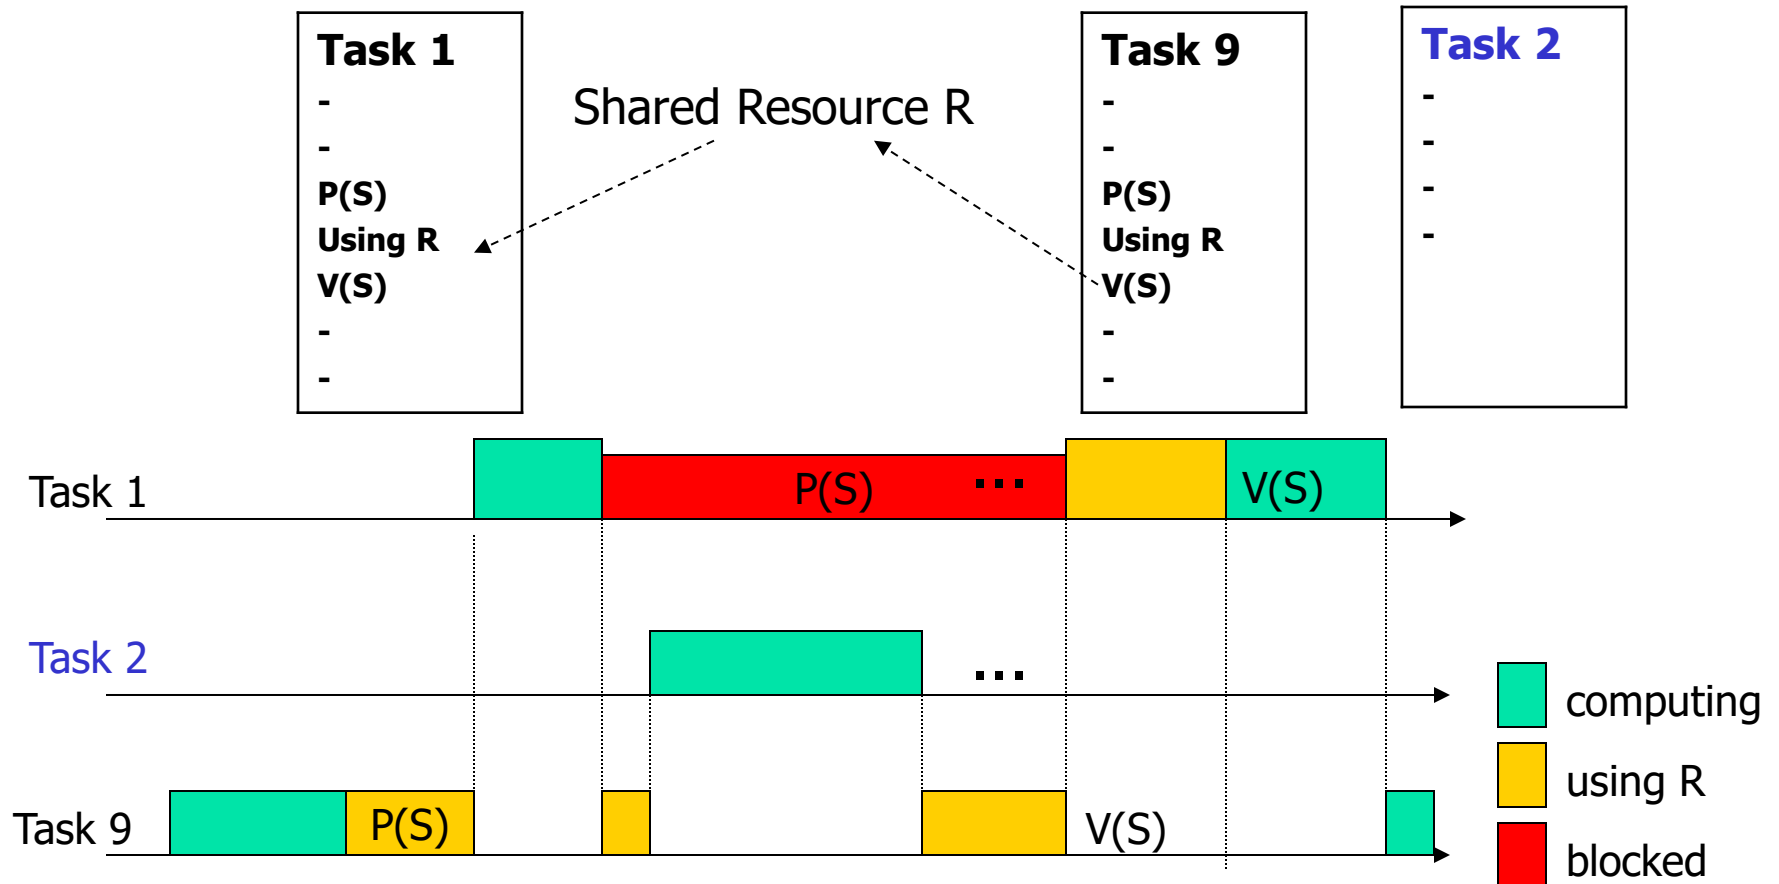 Task 1
-
-
P(S)
Using R
V(S)
-
-
Shared Resource R
Task 9
-
-
P(S)
Using R
V(S)
-
-
Task 2
-
-
-
-
Task 1
P(S)
...
V(S)
Task 2
...
Task 9
P(S)
V(S)
computing
using R
blocked